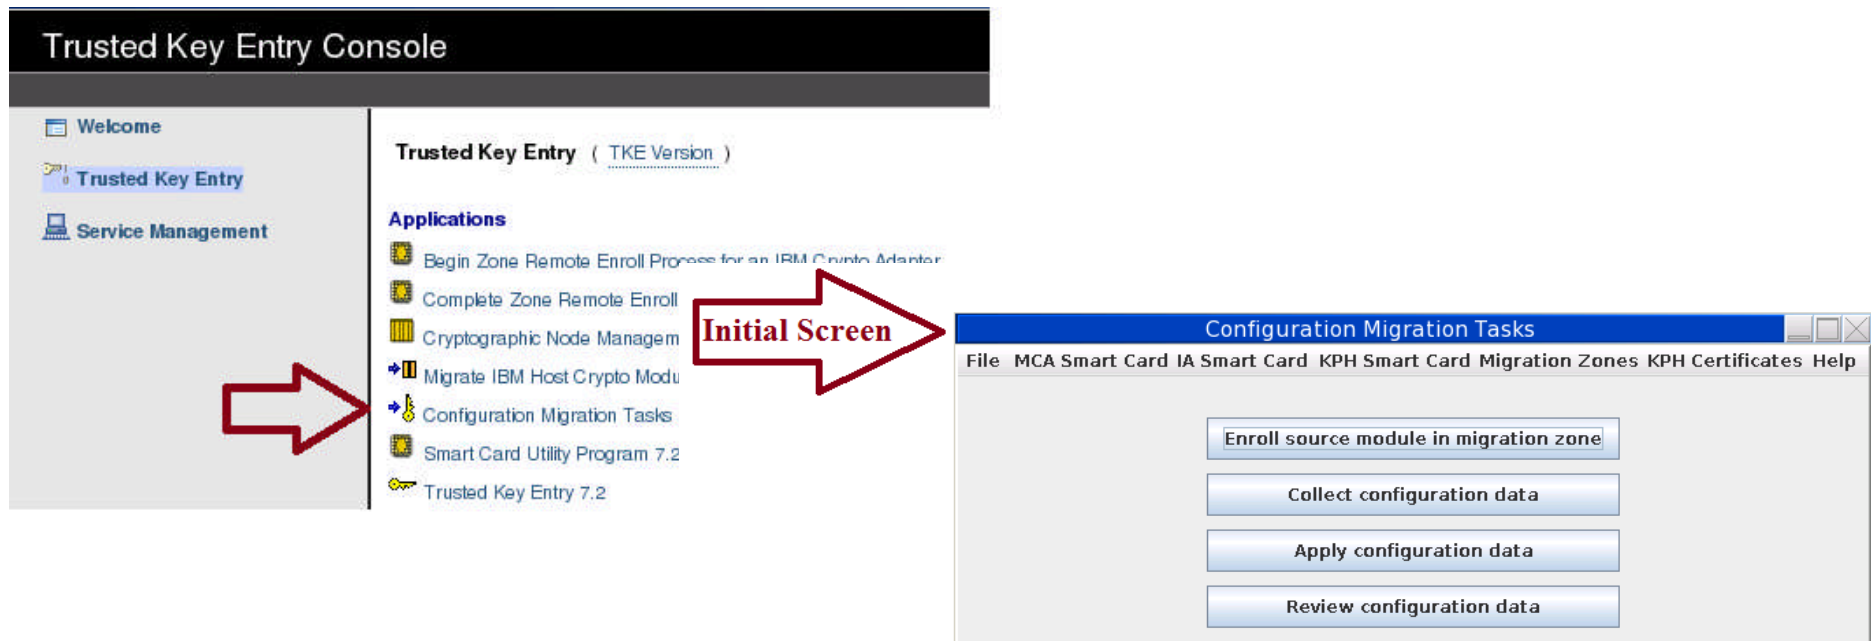 Trusted Key Entry Console
Welcome
Trusted Key Entry
Service Management
Trusted Key Entry ( TKE Version )
Applications
Begin Zone Remote Enroll Process for an IBM Crypto Adapter
Complete Zone Remote Enroll
Cryptographic Node Managem
Migrate IBM Host Crypto Modu
Configuration Migration Tasks
Smart Card Utility Program 7.2
Trusted Key Entry 7.2
Initial Screen
Configuration Migration Tasks
File MCA Smart Card IA Smart Card KPH Smart Card Migration Zones KPH Certificates Help
Enroll source module in migration zone
Collect configuration data
Apply configuration data
Review configuration data